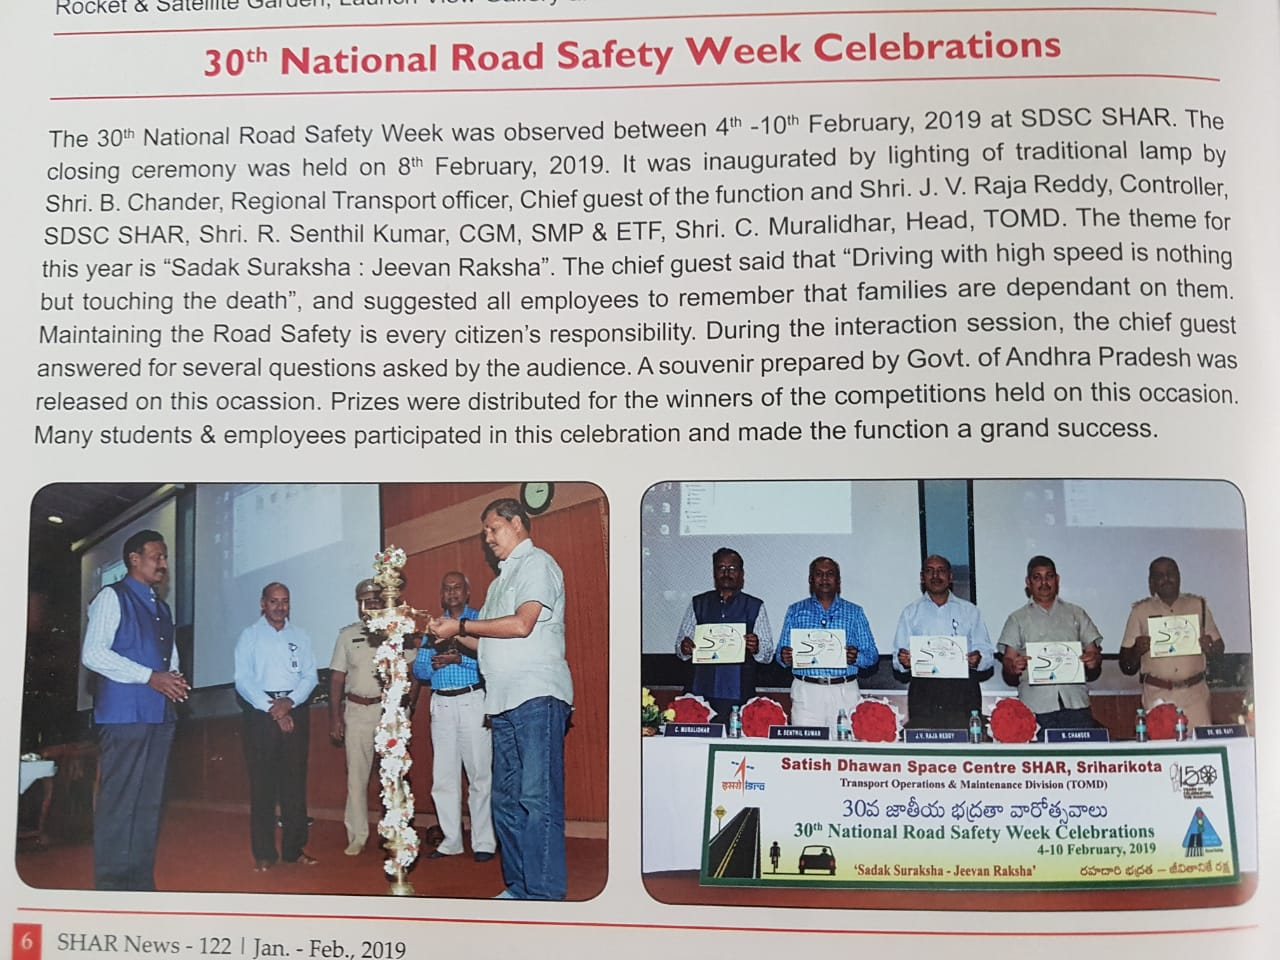 Rocket & Satellite Garden, Launch View Gallery
30th National Road Safety Week Celebrations
The 30th National Road Safety Week was observed between 4th -10th February, 2019 at SDSC SHAR. The
closing ceremony was held on 8th February, 2019. It was inaugurated by lighting of traditional lamp by
Shri. B. Chander, Regional Transport officer, Chief guest of the function and Shri. J. V. Raja Reddy, Controller,
SDSC SHAR, Shri. R. Senthil Kumar, CGM, SMP & ETF, Shri. C. Muralidhar, Head, TOMD. The theme for
this year is “Sadak Suraksha : Jeevan Raksha”. The chief guest said that “Driving with high speed is nothing
but touching the death”, and suggested all employees to remember that families are dependant on them.
Maintaining the Road Safety is every citizen’s responsibility. During the interaction session, the chief guest
answered for several questions asked by the audience. A souvenir prepared by Govt. of Andhra Pradesh was
released on this ocassion. Prizes were distributed for the winners of the competitions held on this occasion.
Many students & employees participated in this celebration and made the function a grand success.
C. MURALIDHAR
R. SENTHIL KUMAR
J.V. RAJA REDDY
B. CHANDER
Satish Dhawan Space Centre SHAR, Sriharikota
Transport Operations & Maintenance Division (TOMD)
इसरो isro
150
YEARS OF
CELEBRATING
THE MAHATMA
30వ జాతీయ భద్రతా వారోత్సవాలు
30th National Road Safety Week Celebrations
4-10 February, 2019
'Sadak Suraksha - Jeevan Raksha'
రహదారి భద్రత – జీవితానికి రక్ష
6
SHAR News - 122 | Jan. - Feb., 2019